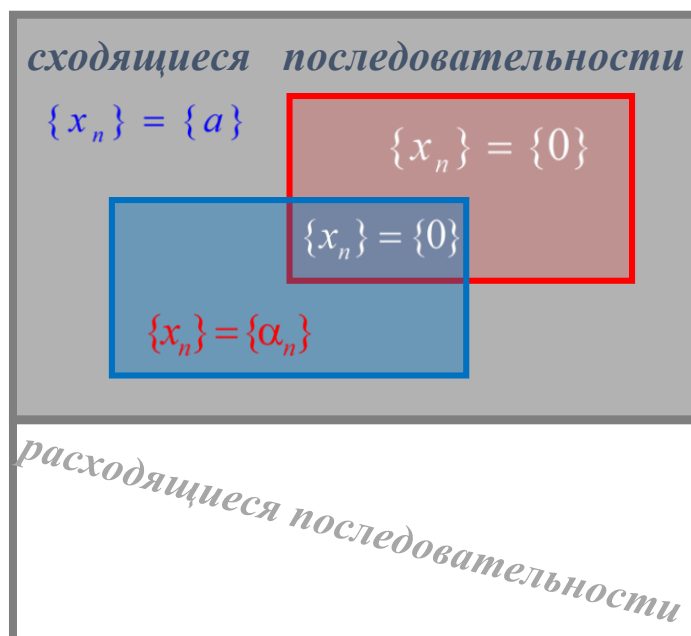 сходящиеся последовательности
{xₙ} = {a}
{xₙ} = {0}
{xₙ} = {0}
{xₙ} = {αₙ}
расходящиеся последовательности